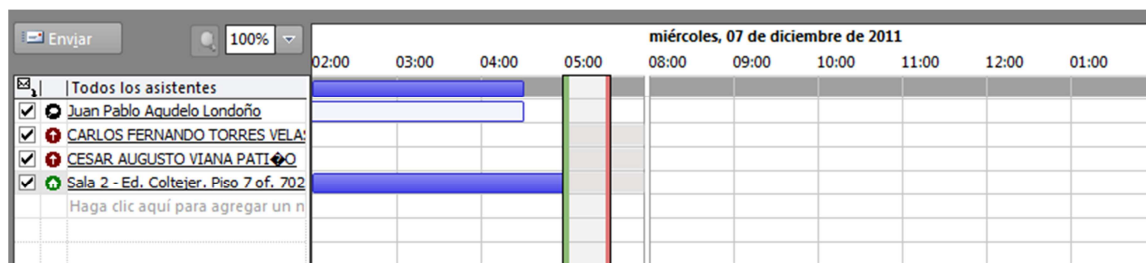 Enviar 100%
miércoles, 07 de diciembre de 2011
02:00 03:00 04:00 05:00 08:00 09:00 10:00 11:00 12:00 01:00
Todos los asistentes
Juan Pablo Agudelo Londoño
CARLOS FERNANDO TORRES VELA
CESAR AUGUSTO VIANA PATI�O
Sala 2 - Ed. Coltejer. Piso 7 of. 702
Haga clic aquí para agregar un n